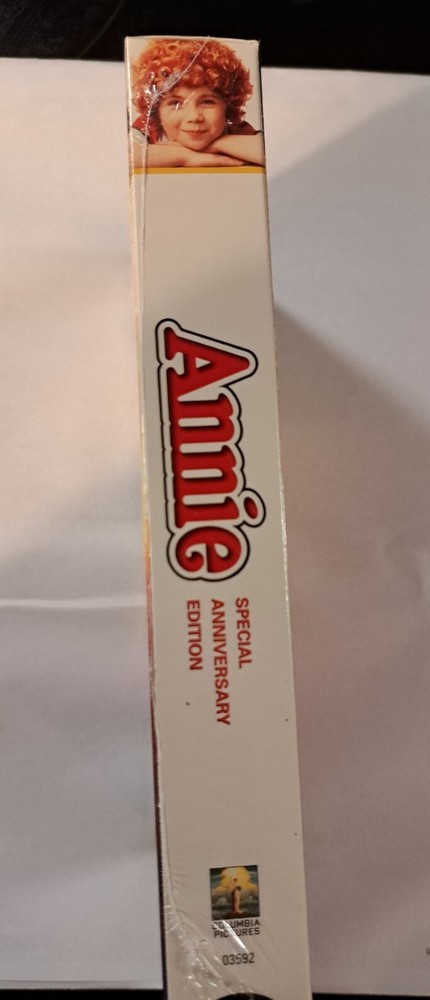 Annie
SPECIAL
ANNIVERSARY
EDITION
COLUMBIA
PICTURES
03592